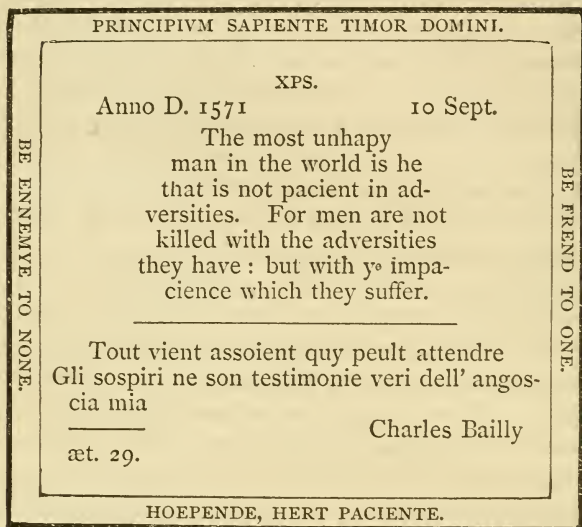 PRINCIPIVM SAPIENTE TIMOR DOMINI.
BE ENNEMYE TO NONE.
XPS.
Anno D. 1571 10 Sept.
The most unhapy
man in the world is he
that is not pacient in ad-
versities. For men are not
killed with the adversities
they have : but with yᵉ impa-
cience which they suffer.
Tout vient assoient quy peult attendre
Gli sospiri ne son testimonie veri dell' angos-
cia mia
Charles Bailly
æt. 29.
BE FREND TO ONE.
HOEPENDE, HERT PACIENTE.